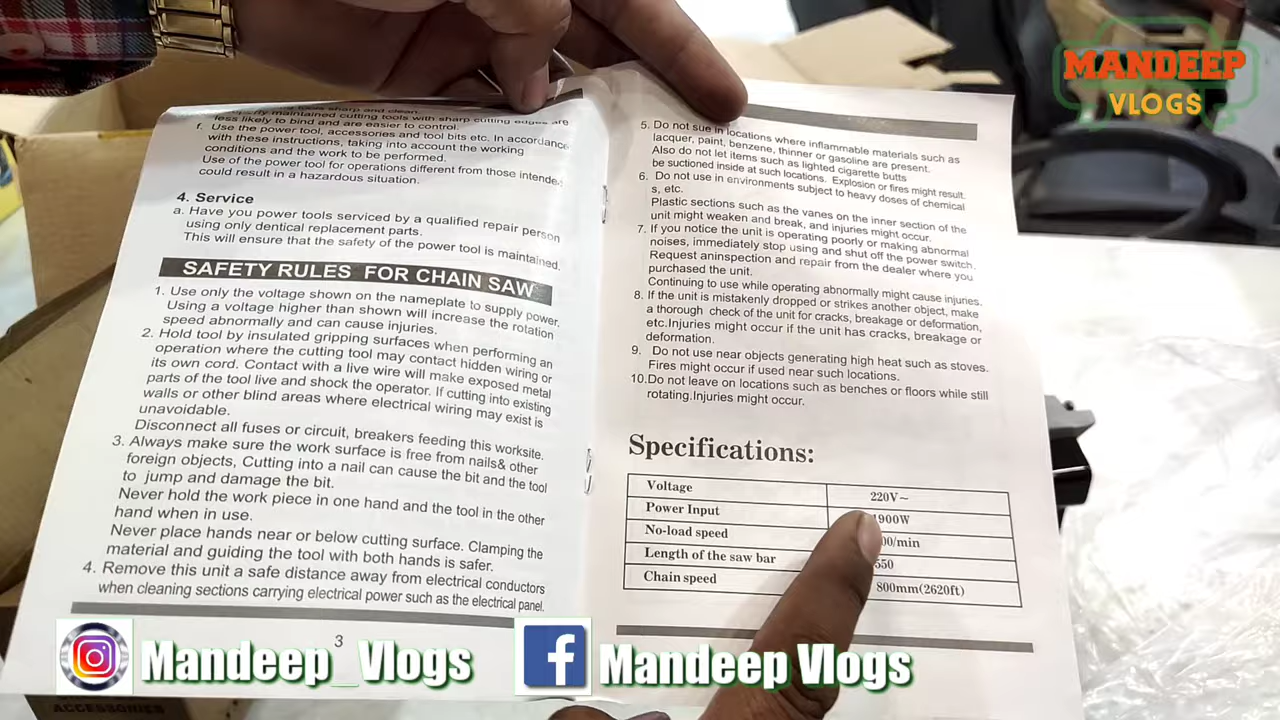 MANDEEP
VLOGS
maintained cutting tools with sharp cutting edges are
less likely to bind and are easier to control.
f. Use the power tool, accessories and tool bits etc. In accordance
with these instructions, taking into account the working
conditions and the work to be performed.
Use of the power tool for operations different from those intende
result in a hazardous situation.
4. Service
a. Have you power tools serviced by a qualified repair person
using only dentical replacement parts.
This will ensure that the safety of the power tool is maintained.
SAFETY RULES FOR CHAIN SAW
1. Use only the voltage shown on the nameplate to supply power.
Using a voltage higher than shown will increase the rotation
speed abnormally and can cause injuries.
2. Hold tool by insulated gripping surfaces when performing an
operation where the cutting tool may contact hidden wiring or
its own cord. Contact with a live wire will make exposed metal
parts of the tool live and shock the operator. If cutting into existing
walls or other blind areas where electrical wiring may exist is
unavoidable.
Disconnect all fuses or circuit, breakers feeding this worksite.
3. Always make sure the work surface is free from nails& other
foreign objects, Cutting into a nail can cause the bit and the tool
to jump and damage the bit.
Never hold the work piece in one hand and the tool in the other
hand when in use.
Never place hands near or below cutting surface. Clamping the
material and guiding the tool with both hands is safer.
4. Remove this unit a safe distance away from electrical conductors
when cleaning sections carrying electrical power such as the electrical panel.
3
5. Do not sue in locations where inflammable materials such as
lacquer, paint, benzene, thinner or gasoline are present.
Also do not let items such as lighted cigarette butts
be suctioned inside at such locations. Explosion or fires might result.
6. Do not use in environments subject to heavy doses of chemical
s, etc.
Plastic sections such as the vanes on the inner section of the
unit might weaken and break, and injuries might occur.
7. If you notice the unit is operating poorly or making abnormal
noises, immediately stop using and shut off the power switch.
Request aninspection and repair from the dealer where you
purchased the unit.
Continuing to use while operating abnormally might cause injuries.
8. If the unit is mistakenly dropped or strikes another object, make
a thorough check of the unit for cracks, breakage or deformation,
etc.Injuries might occur if the unit has cracks, breakage or
deformation.
9. Do not use near objects generating high heat such as stoves.
Fires might occur if used near such locations.
10.Do not leave on locations such as benches or floors while still
rotating.Injuries might occur.
Specifications:
Voltage 220V~
Power Input 1900W
No-load speed 00/min
Length of the saw bar 550
Chain speed 800mm(2620ft)
Mandeep_Vlogs
Mandeep Vlogs
ACCESSORIES